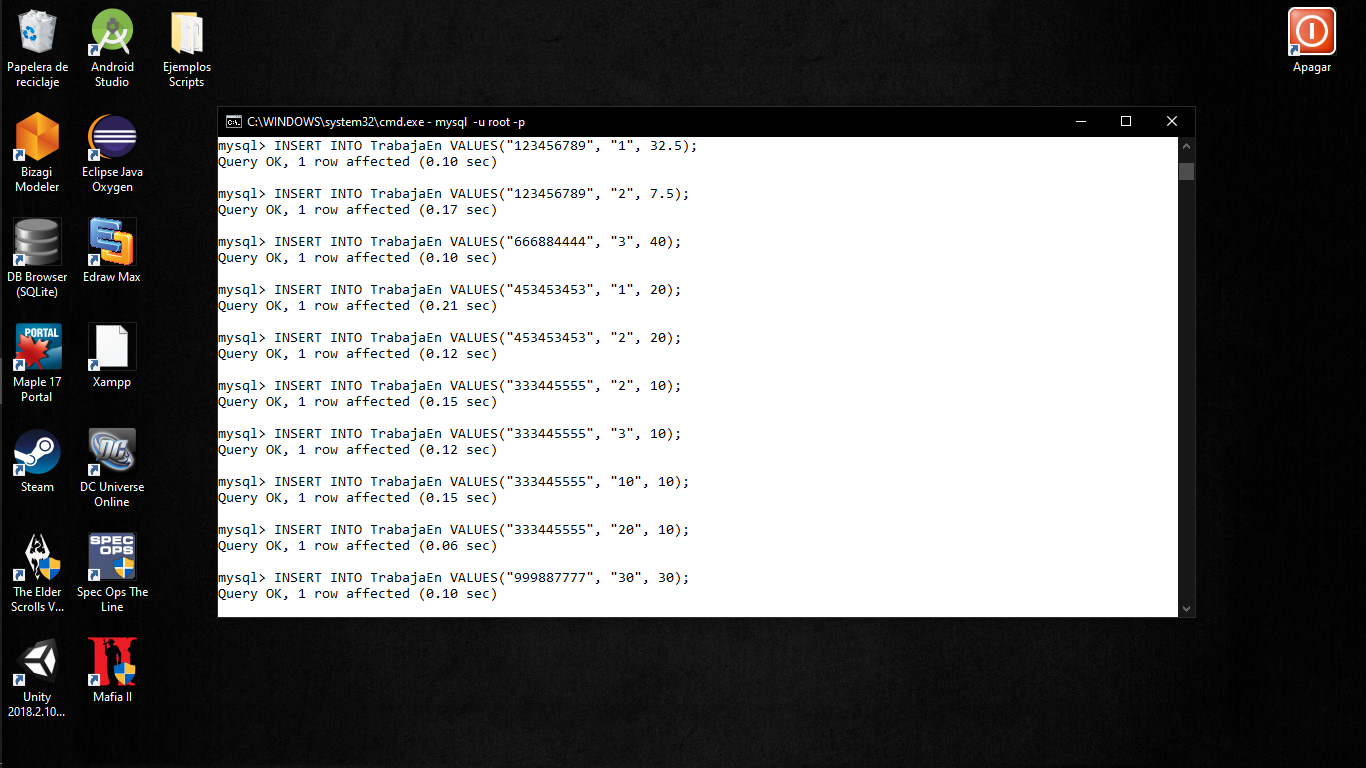 Papelera de
reciclaje
Android
Studio
Ejemplos
Scripts
Apagar
Bizagi
Modeler
Eclipse Java
Oxygen
DB Browser
(SQLite)
Edraw Max
PORTAL
Maple 17
Portal
Xampp
Steam
DC
DC Universe
Online
The Elder
Scrolls V...
SPEC
OPS
Spec Ops The
Line
Unity
2018.2.10...
II
Mafia II
C:\WINDOWS\system32\cmd.exe - mysql  -u root -p
mysql> INSERT INTO TrabajaEn VALUES("123456789", "1", 32.5);
Query OK, 1 row affected (0.10 sec)
mysql> INSERT INTO TrabajaEn VALUES("123456789", "2", 7.5);
Query OK, 1 row affected (0.17 sec)
mysql> INSERT INTO TrabajaEn VALUES("666884444", "3", 40);
Query OK, 1 row affected (0.10 sec)
mysql> INSERT INTO TrabajaEn VALUES("453453453", "1", 20);
Query OK, 1 row affected (0.21 sec)
mysql> INSERT INTO TrabajaEn VALUES("453453453", "2", 20);
Query OK, 1 row affected (0.12 sec)
mysql> INSERT INTO TrabajaEn VALUES("333445555", "2", 10);
Query OK, 1 row affected (0.15 sec)
mysql> INSERT INTO TrabajaEn VALUES("333445555", "3", 10);
Query OK, 1 row affected (0.12 sec)
mysql> INSERT INTO TrabajaEn VALUES("333445555", "10", 10);
Query OK, 1 row affected (0.15 sec)
mysql> INSERT INTO TrabajaEn VALUES("333445555", "20", 10);
Query OK, 1 row affected (0.06 sec)
mysql> INSERT INTO TrabajaEn VALUES("999887777", "30", 30);
Query OK, 1 row affected (0.10 sec)